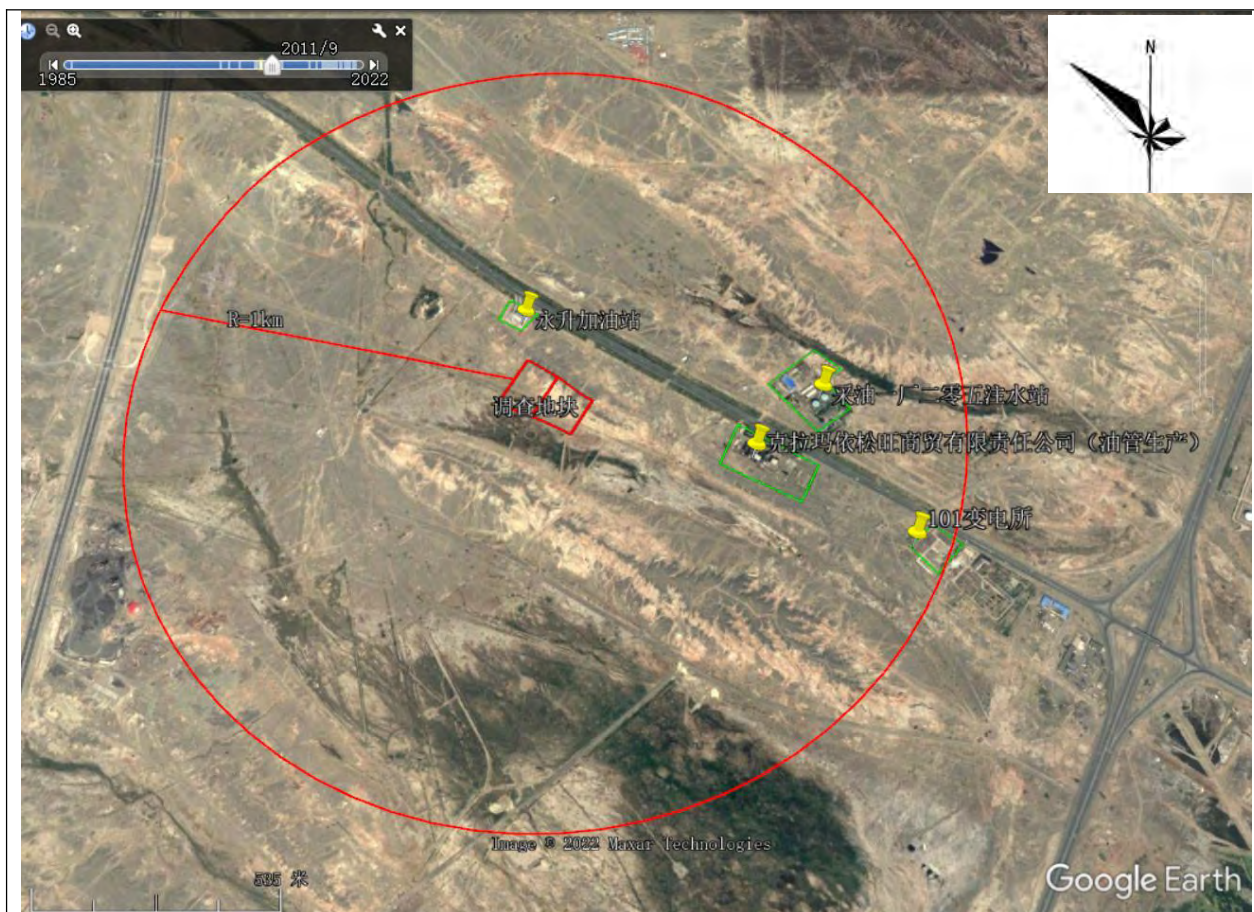 2011/9
1985
2022
N
R=1km
永升加油站
调查地块
采油一厂二零五注水站
克拉玛依松旺商贸有限责任公司（油管生产）
101变电所
Image © 2022 Maxar Technologies
585 米
Google Earth